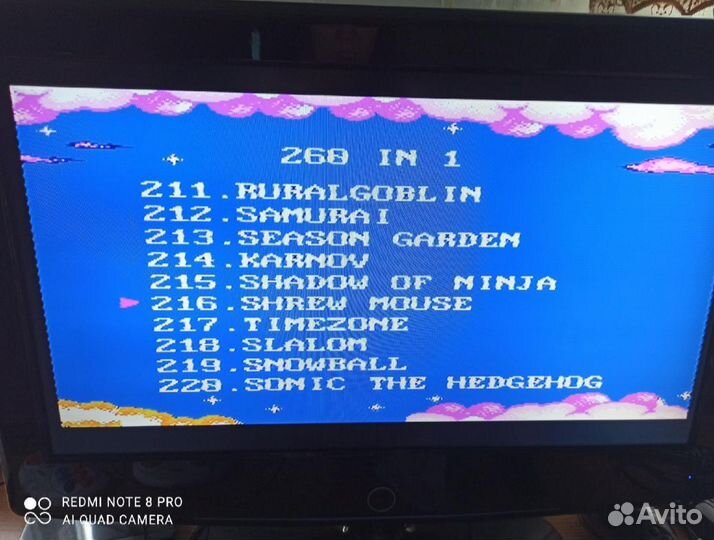 260 IN 1
211.RURALGOBLIN
212.SAMURAI
213.SEASON GARDEN
214.KARNOV
215.SHADOW OF NINJA
216.SHREW MOUSE
217.TIMEZONE
218.SLALOM
219.SNOWBALL
220.SONIC THE HEDGEHOG
REDMI NOTE 8 PRO
AI QUAD CAMERA
Avito